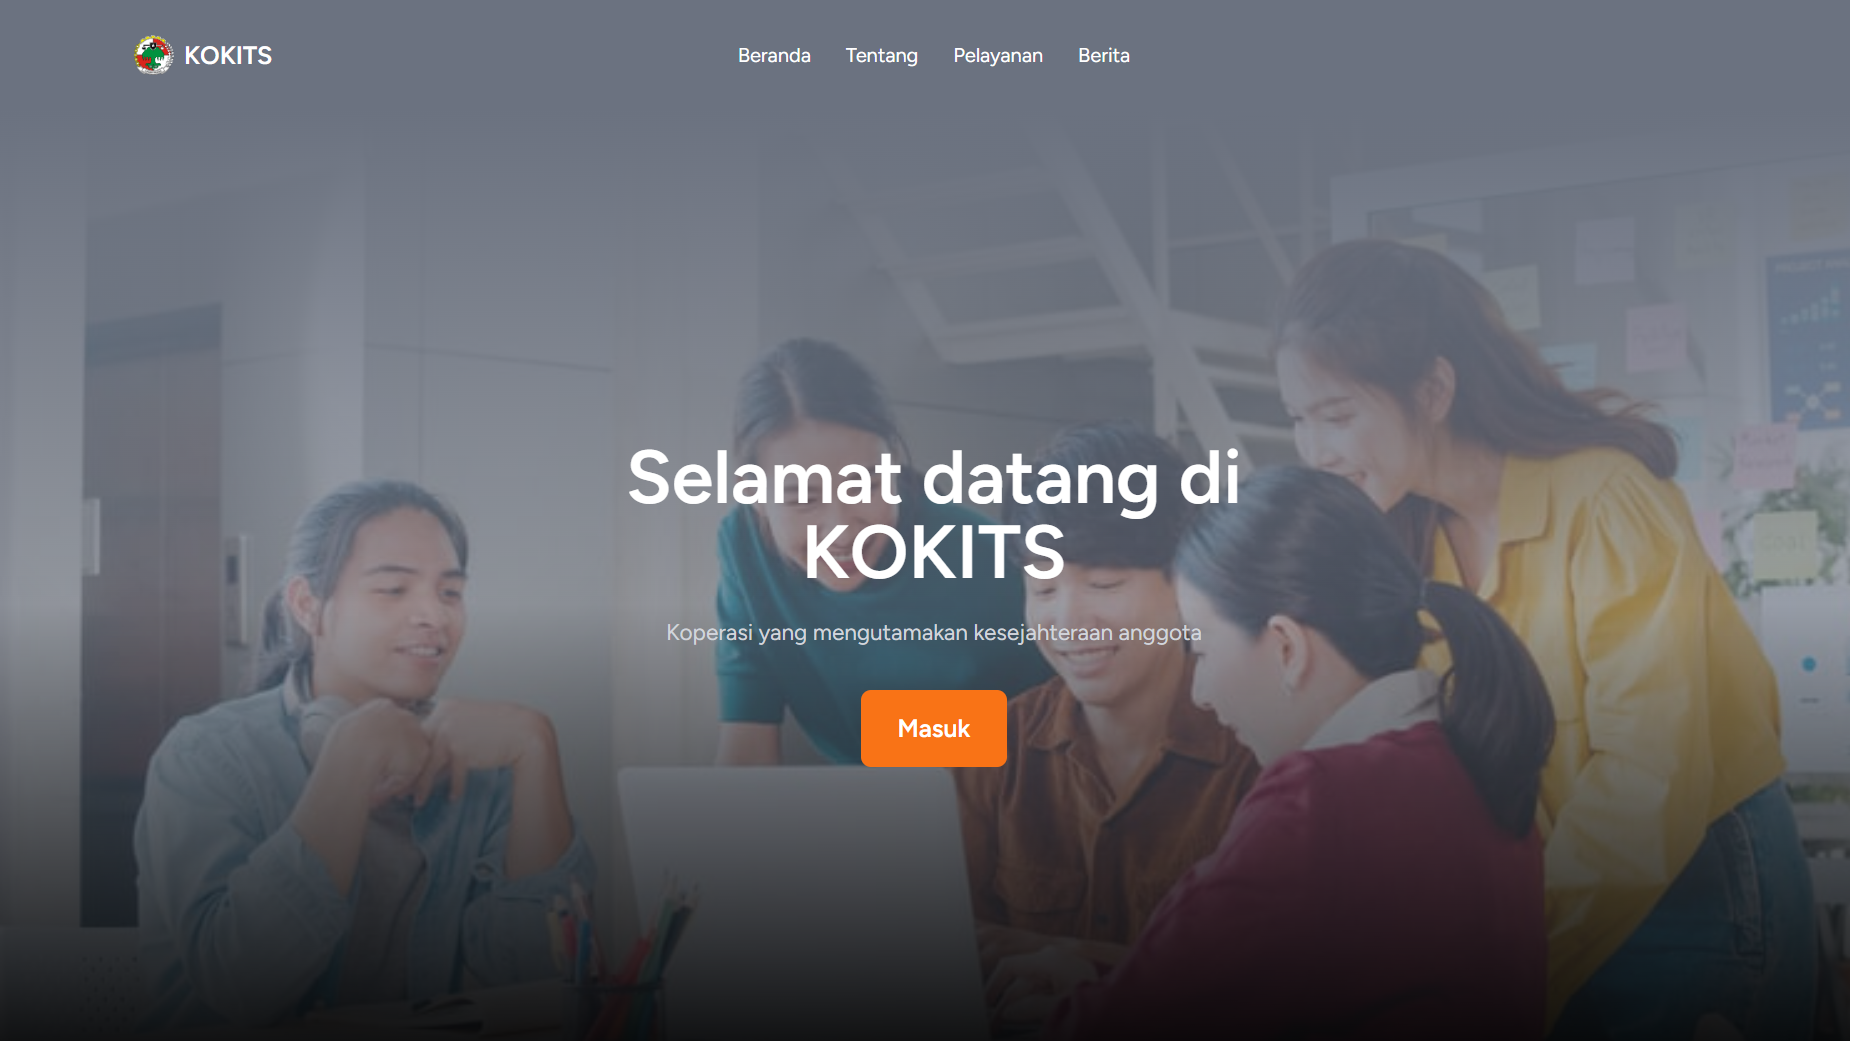 KOKITS
Beranda Tentang Pelayanan Berita
Selamat datang di
KOKITS
Koperasi yang mengutamakan kesejahteraan anggota
Masuk